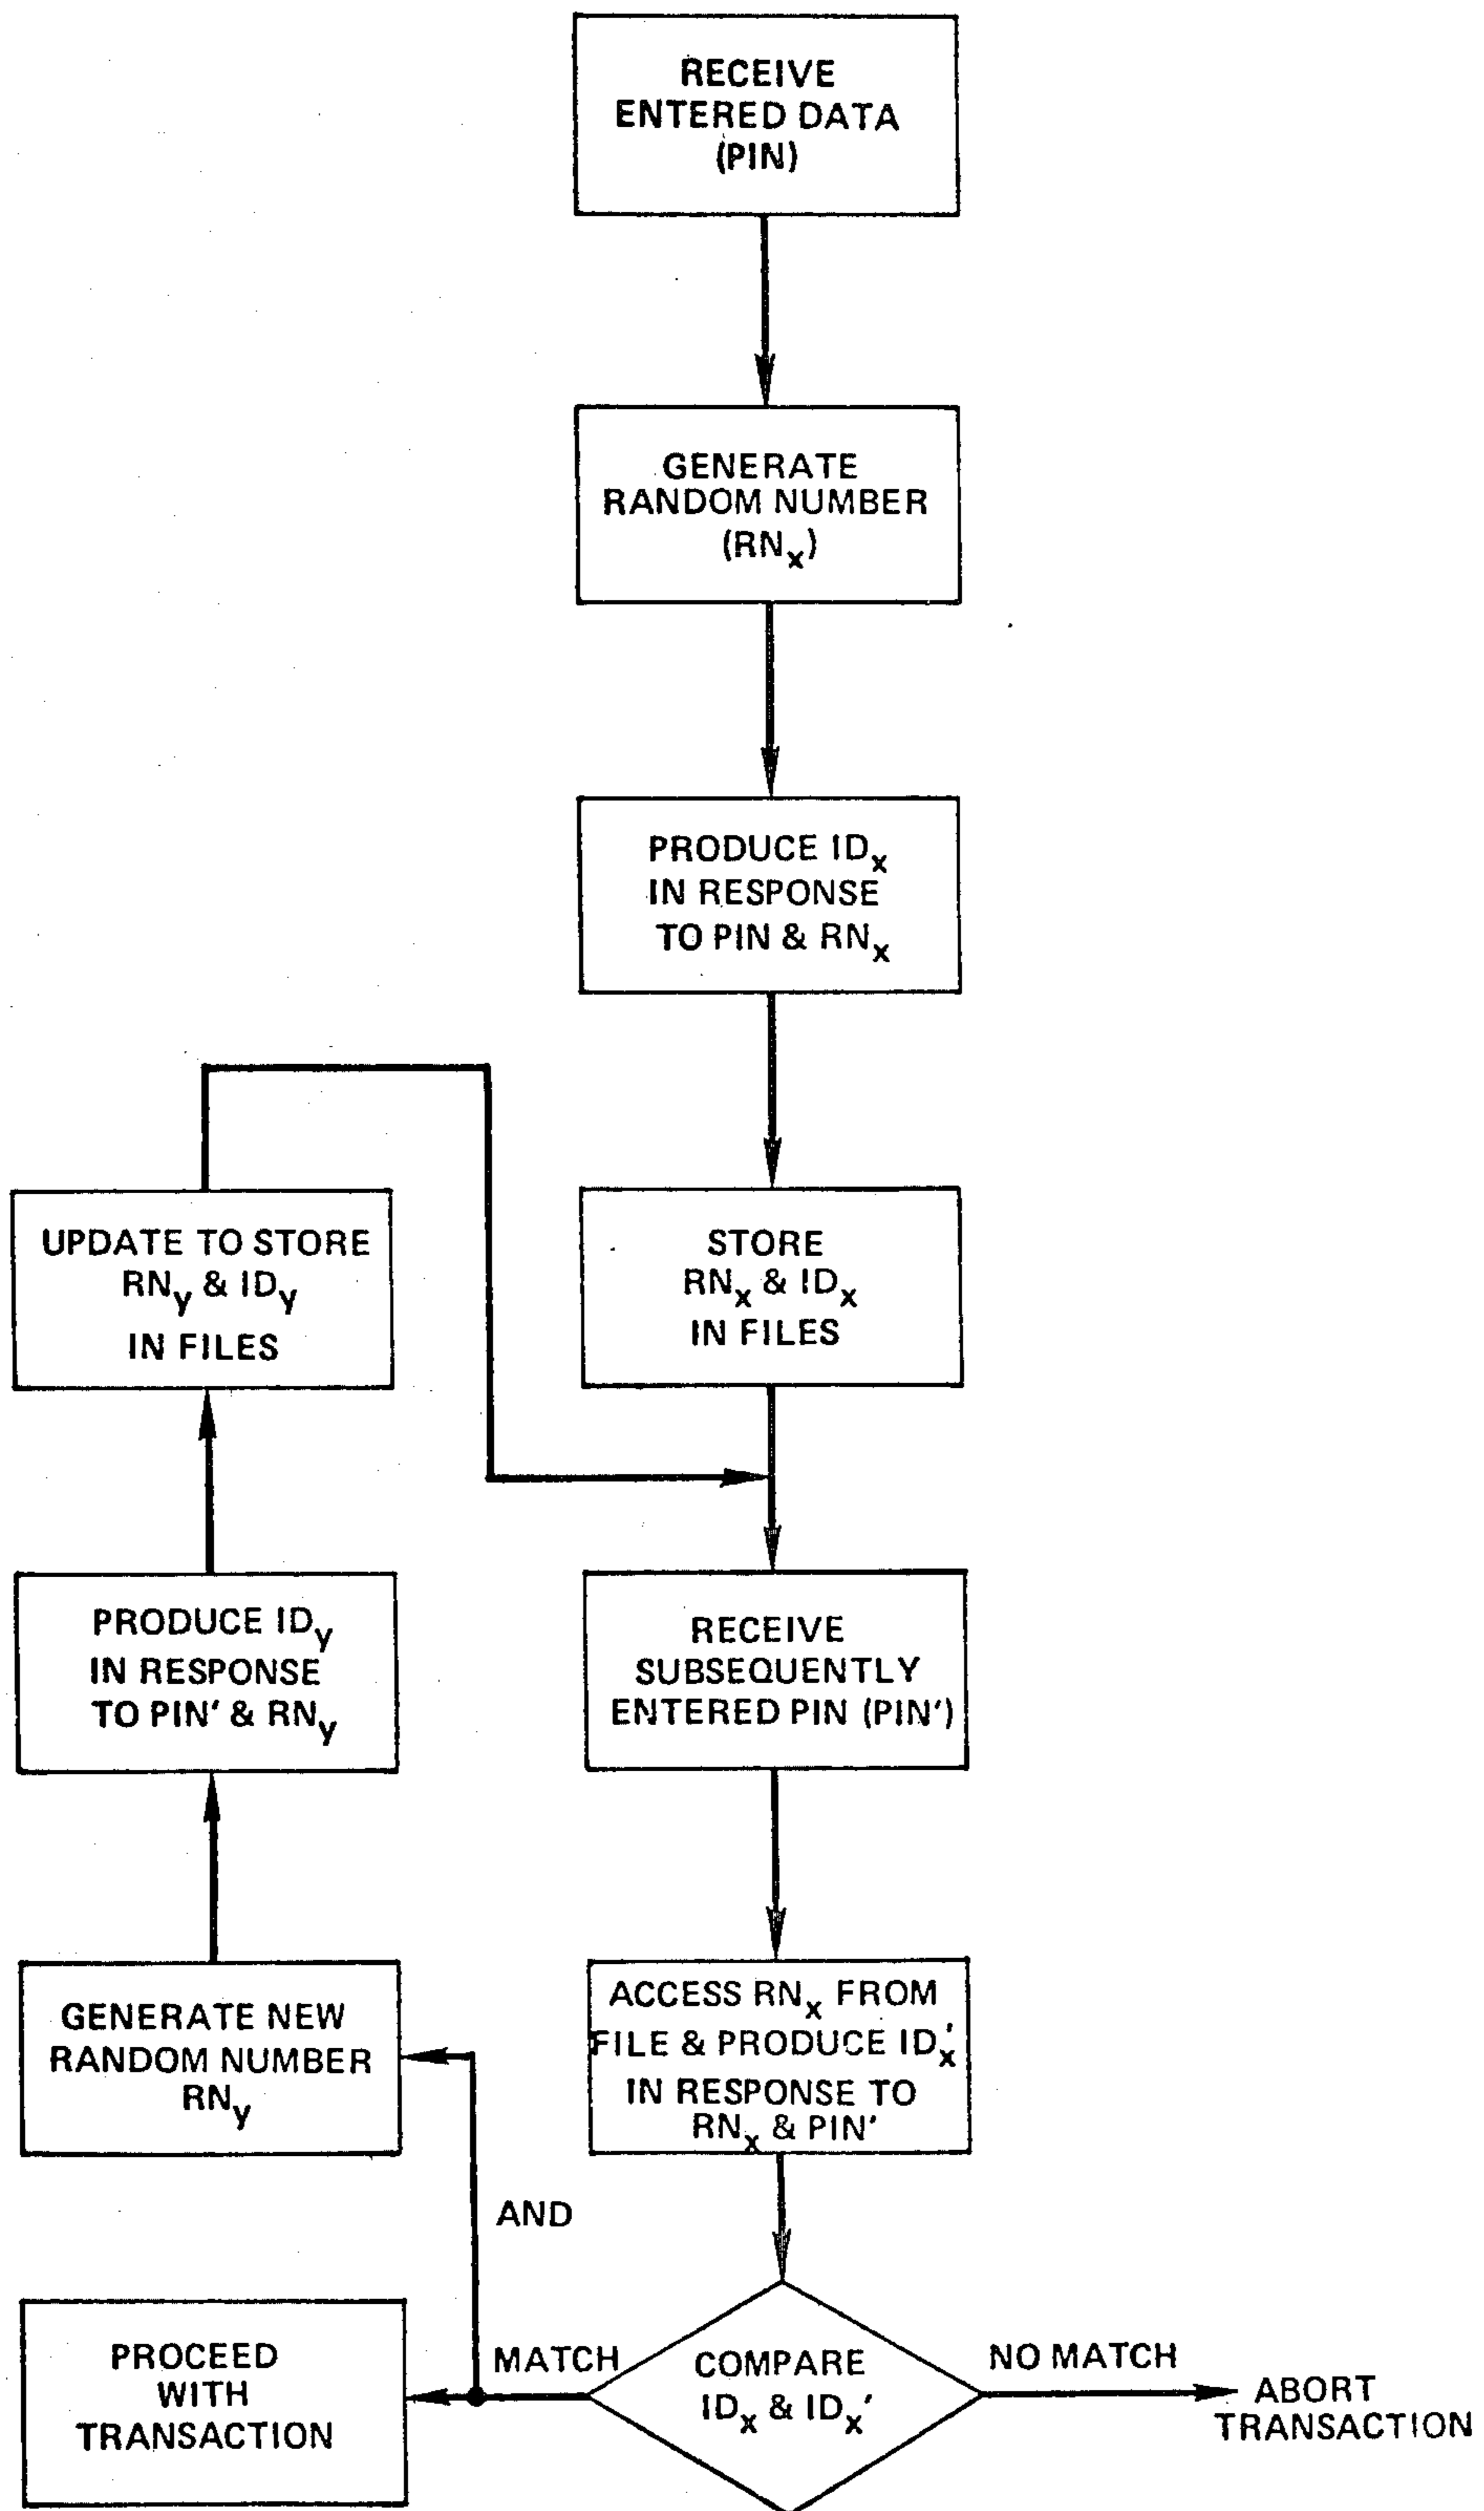 RECEIVE
ENTERED DATA
(PIN)
GENERATE
RANDOM NUMBER
(RNx)
PRODUCE IDx
IN RESPONSE
TO PIN & RNx
STORE
RNx & IDx
IN FILES
UPDATE TO STORE
RNy & IDy
IN FILES
RECEIVE
SUBSEQUENTLY
ENTERED PIN (PIN')
PRODUCE IDy
IN RESPONSE
TO PIN' & RNy
ACCESS RNx FROM
FILE & PRODUCE IDx'
IN RESPONSE TO
RNx & PIN'
GENERATE NEW
RANDOM NUMBER
RNy
AND
COMPARE
IDx & IDx'
MATCH
NO MATCH
PROCEED
WITH
TRANSACTION
ABORT
TRANSACTION